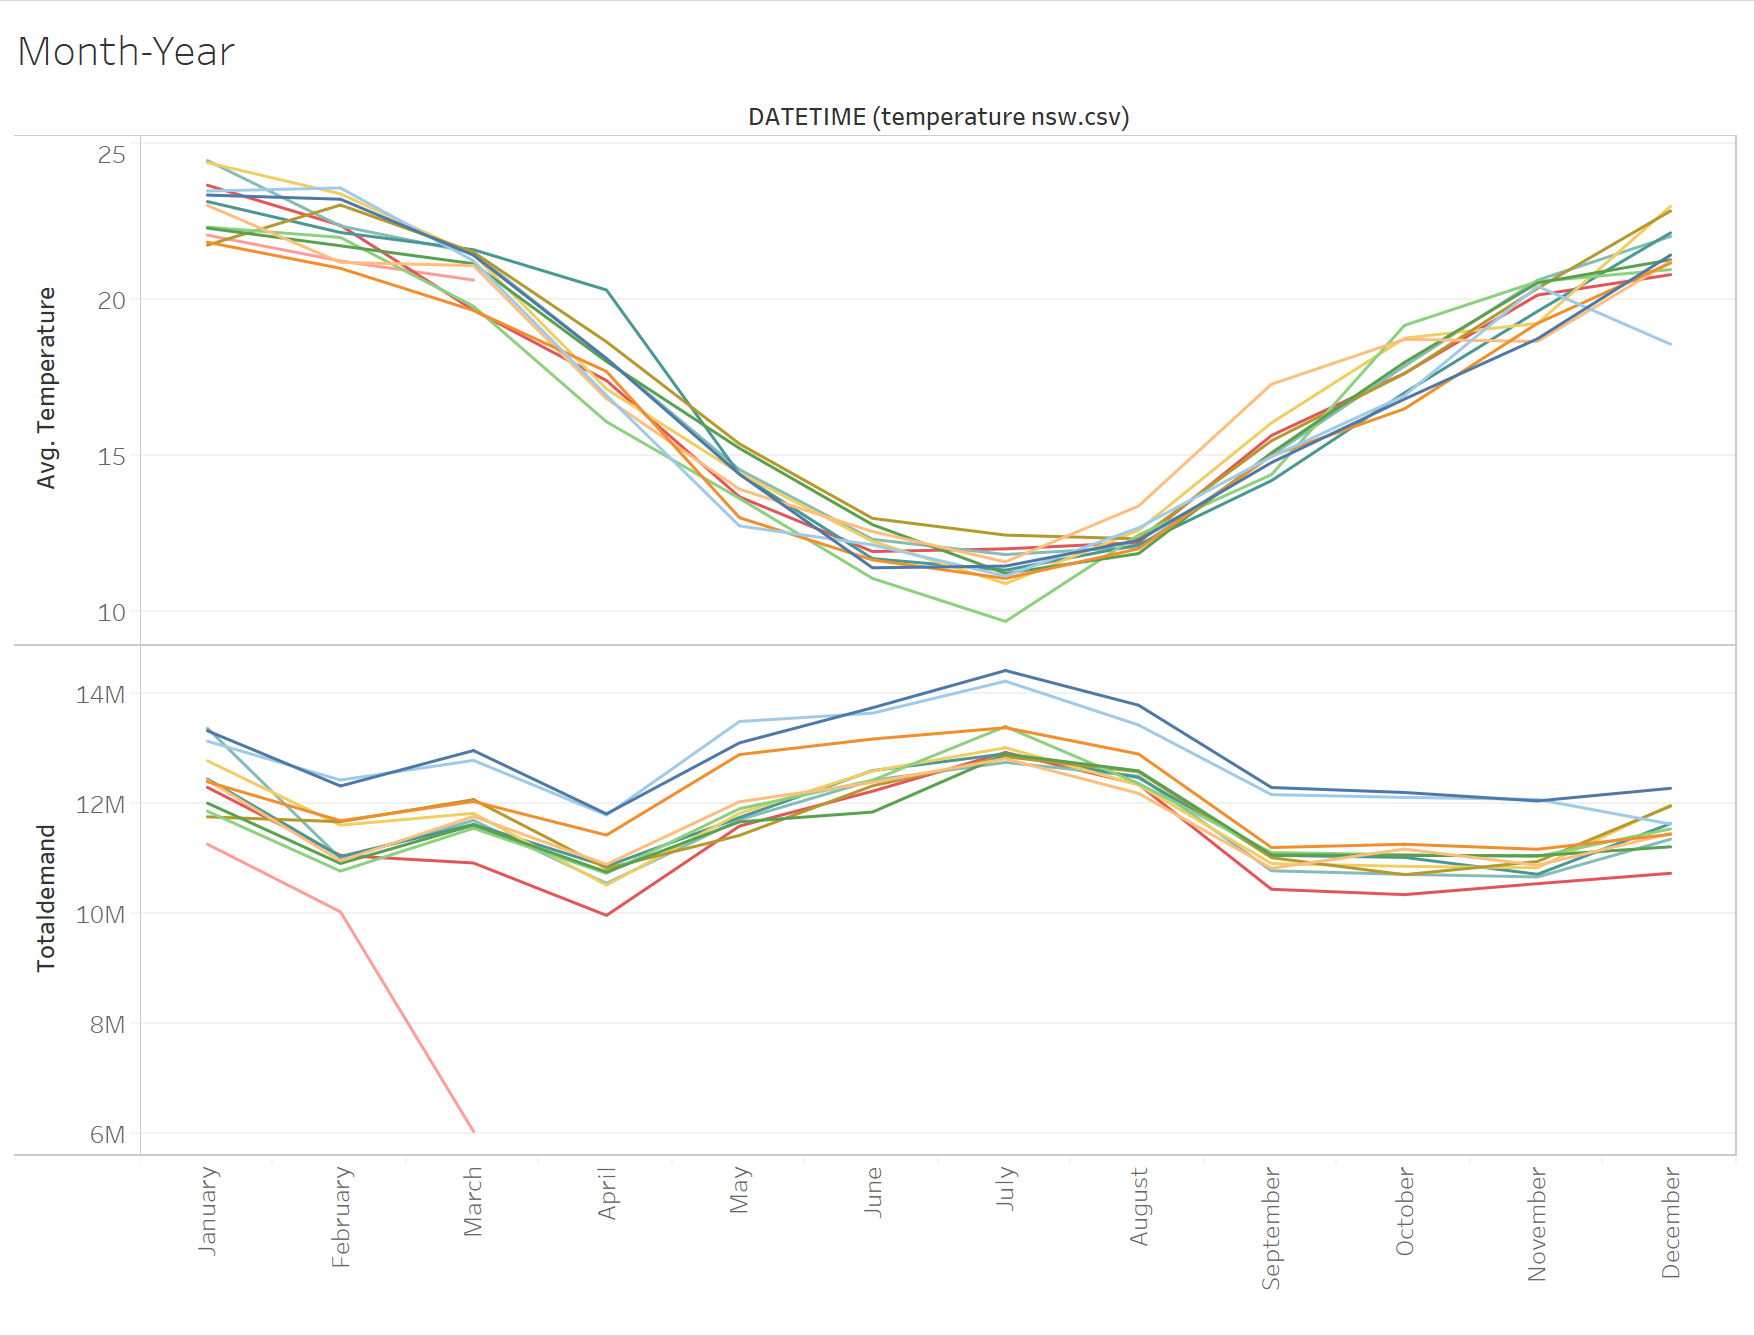 Month-Year
DATETIME (temperature nsw.csv)
25
20
15
10
Avg. Temperature
14M
12M
10M
8M
6M
Totaldemand
January
February
March
April
May
June
July
August
September
October
November
December